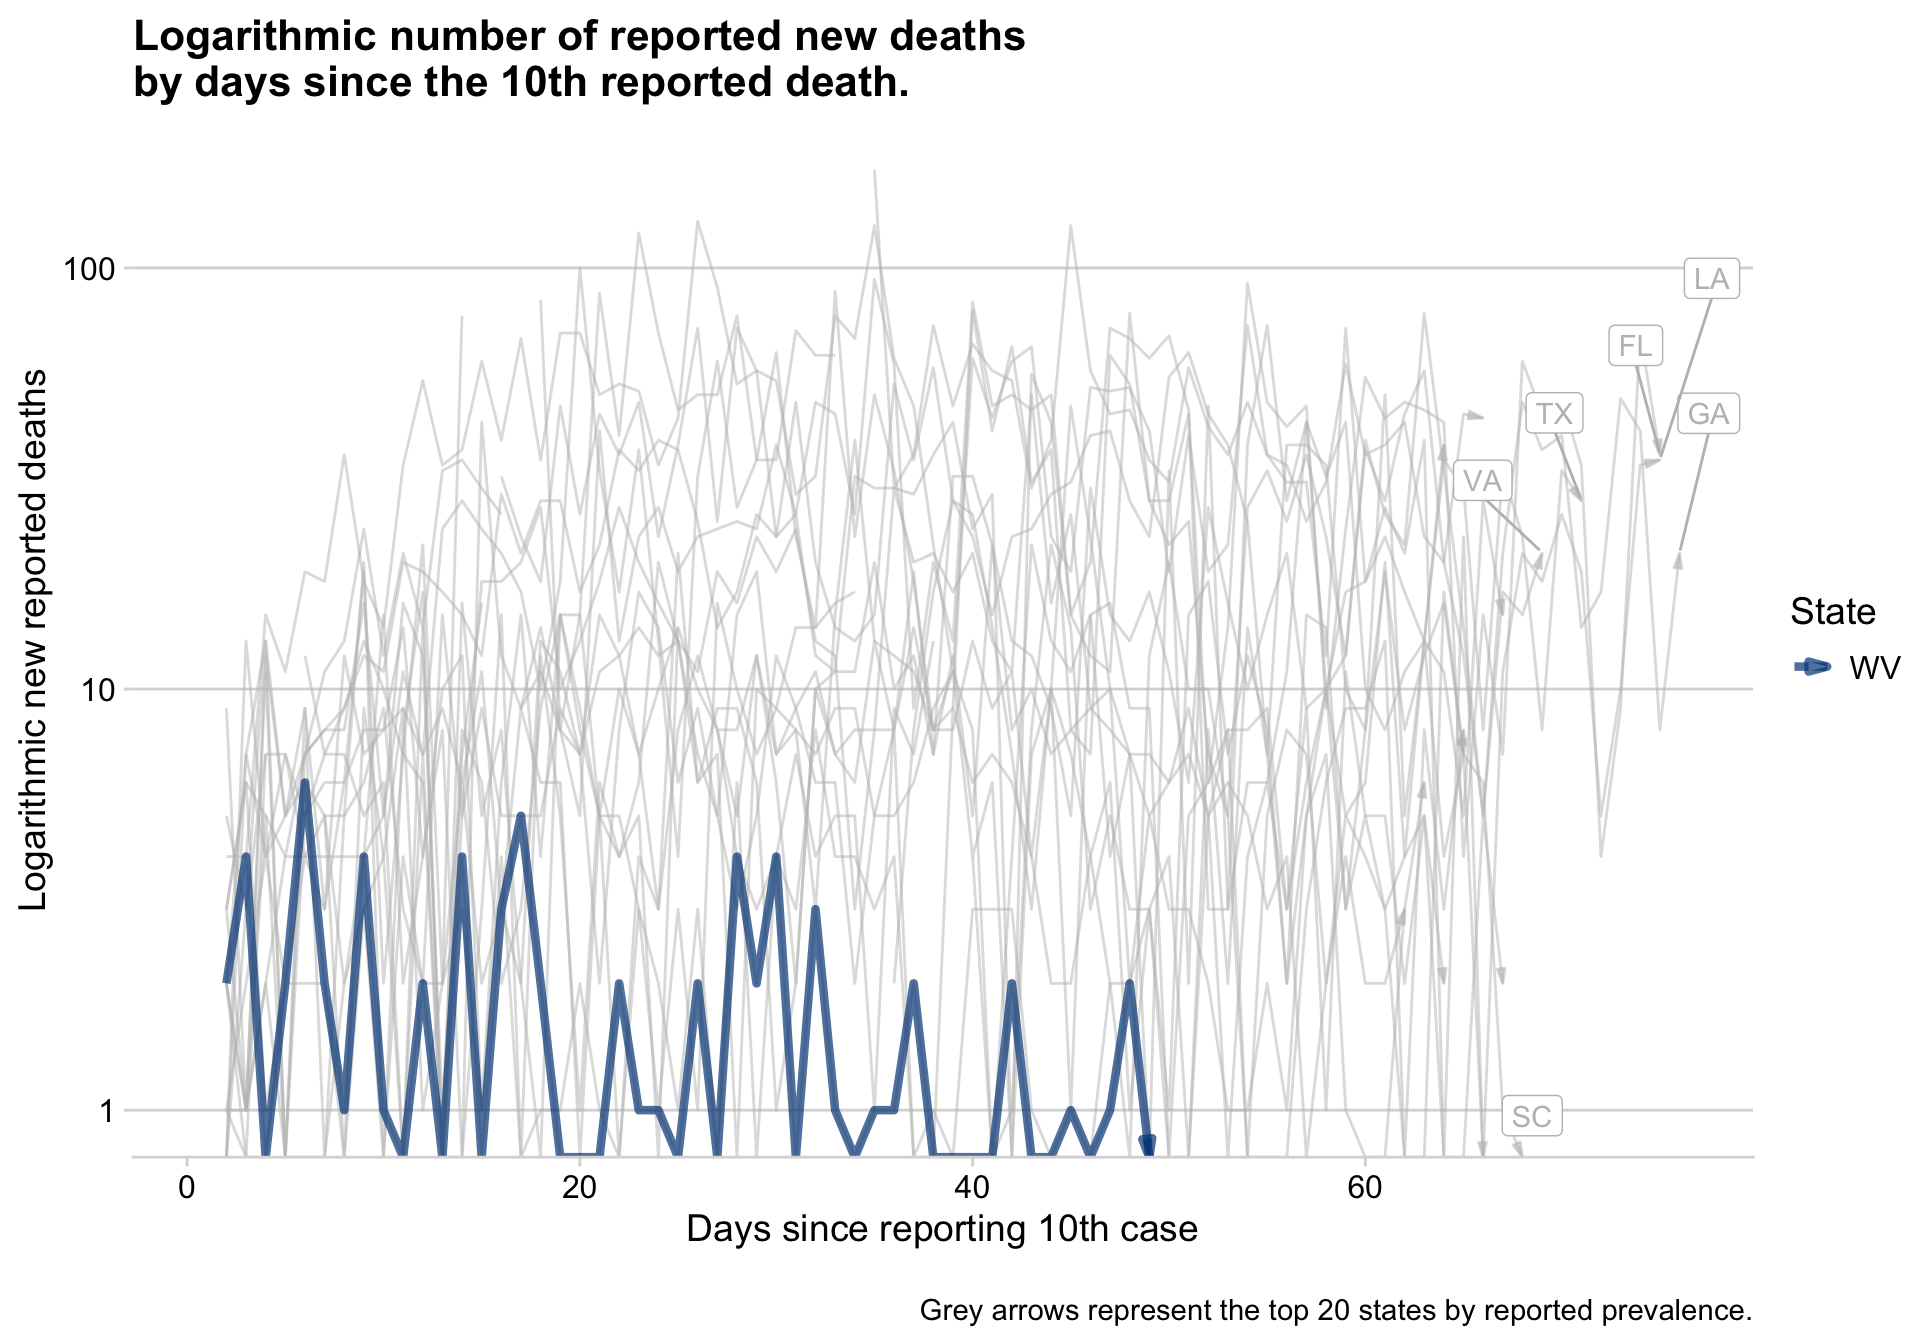 Logarithmic number of reported new deaths
by days since the 10th reported death.
Logarithmic new reported deaths
100
10
1
LA
FL
TX
GA
VA
SC
State
WV
0
20
40
60
Days since reporting 10th case
Grey arrows represent the top 20 states by reported prevalence.